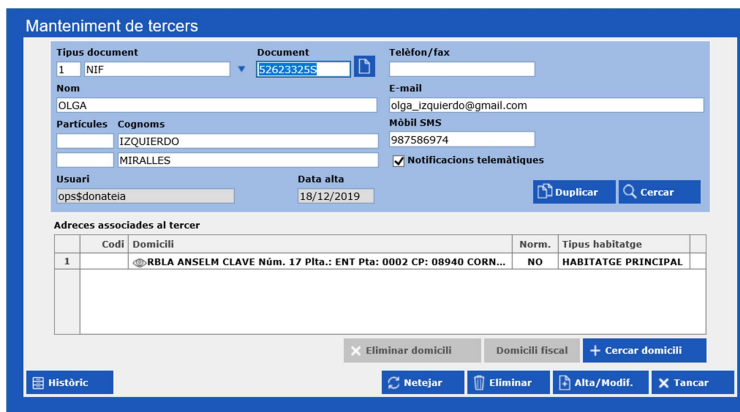 Manteniment de tercers
Tipus document Document Telèfon/fax
1 NIF 52623325S
Nom E-mail
OLGA olga_izquierdo@gmail.com
Partícules Cognoms Mòbil SMS
IZQUIERDO 987586974
MIRALLES Notificacions telemàtiques
Usuari Data alta
ops$donateia 18/12/2019 Duplicar Cercar
Adreces associades al tercer
Codi Domicili Norm. Tipus habitatge
1 RBLA ANSELM CLAVE Núm. 17 Plta.: ENT Pta: 0002 CP: 08940 CORN... NO HABITATGE PRINCIPAL
Eliminar domicili Domicili fiscal Cercar domicili
Històric Netejar Eliminar Alta/Modif. Tancar